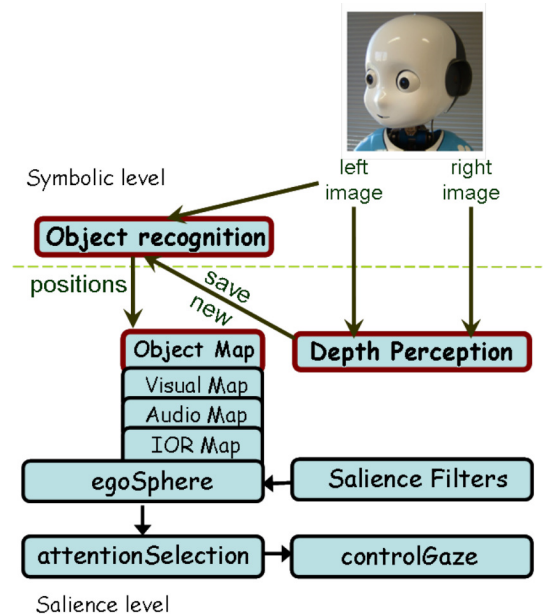 left
image
right
image
Symbolic level
Object recognition
positions
save
new
Object Map
Depth Perception
Visual Map
Audio Map
IOR Map
egoSphere
Salience Filters
attentionSelection
controlGaze
Salience level